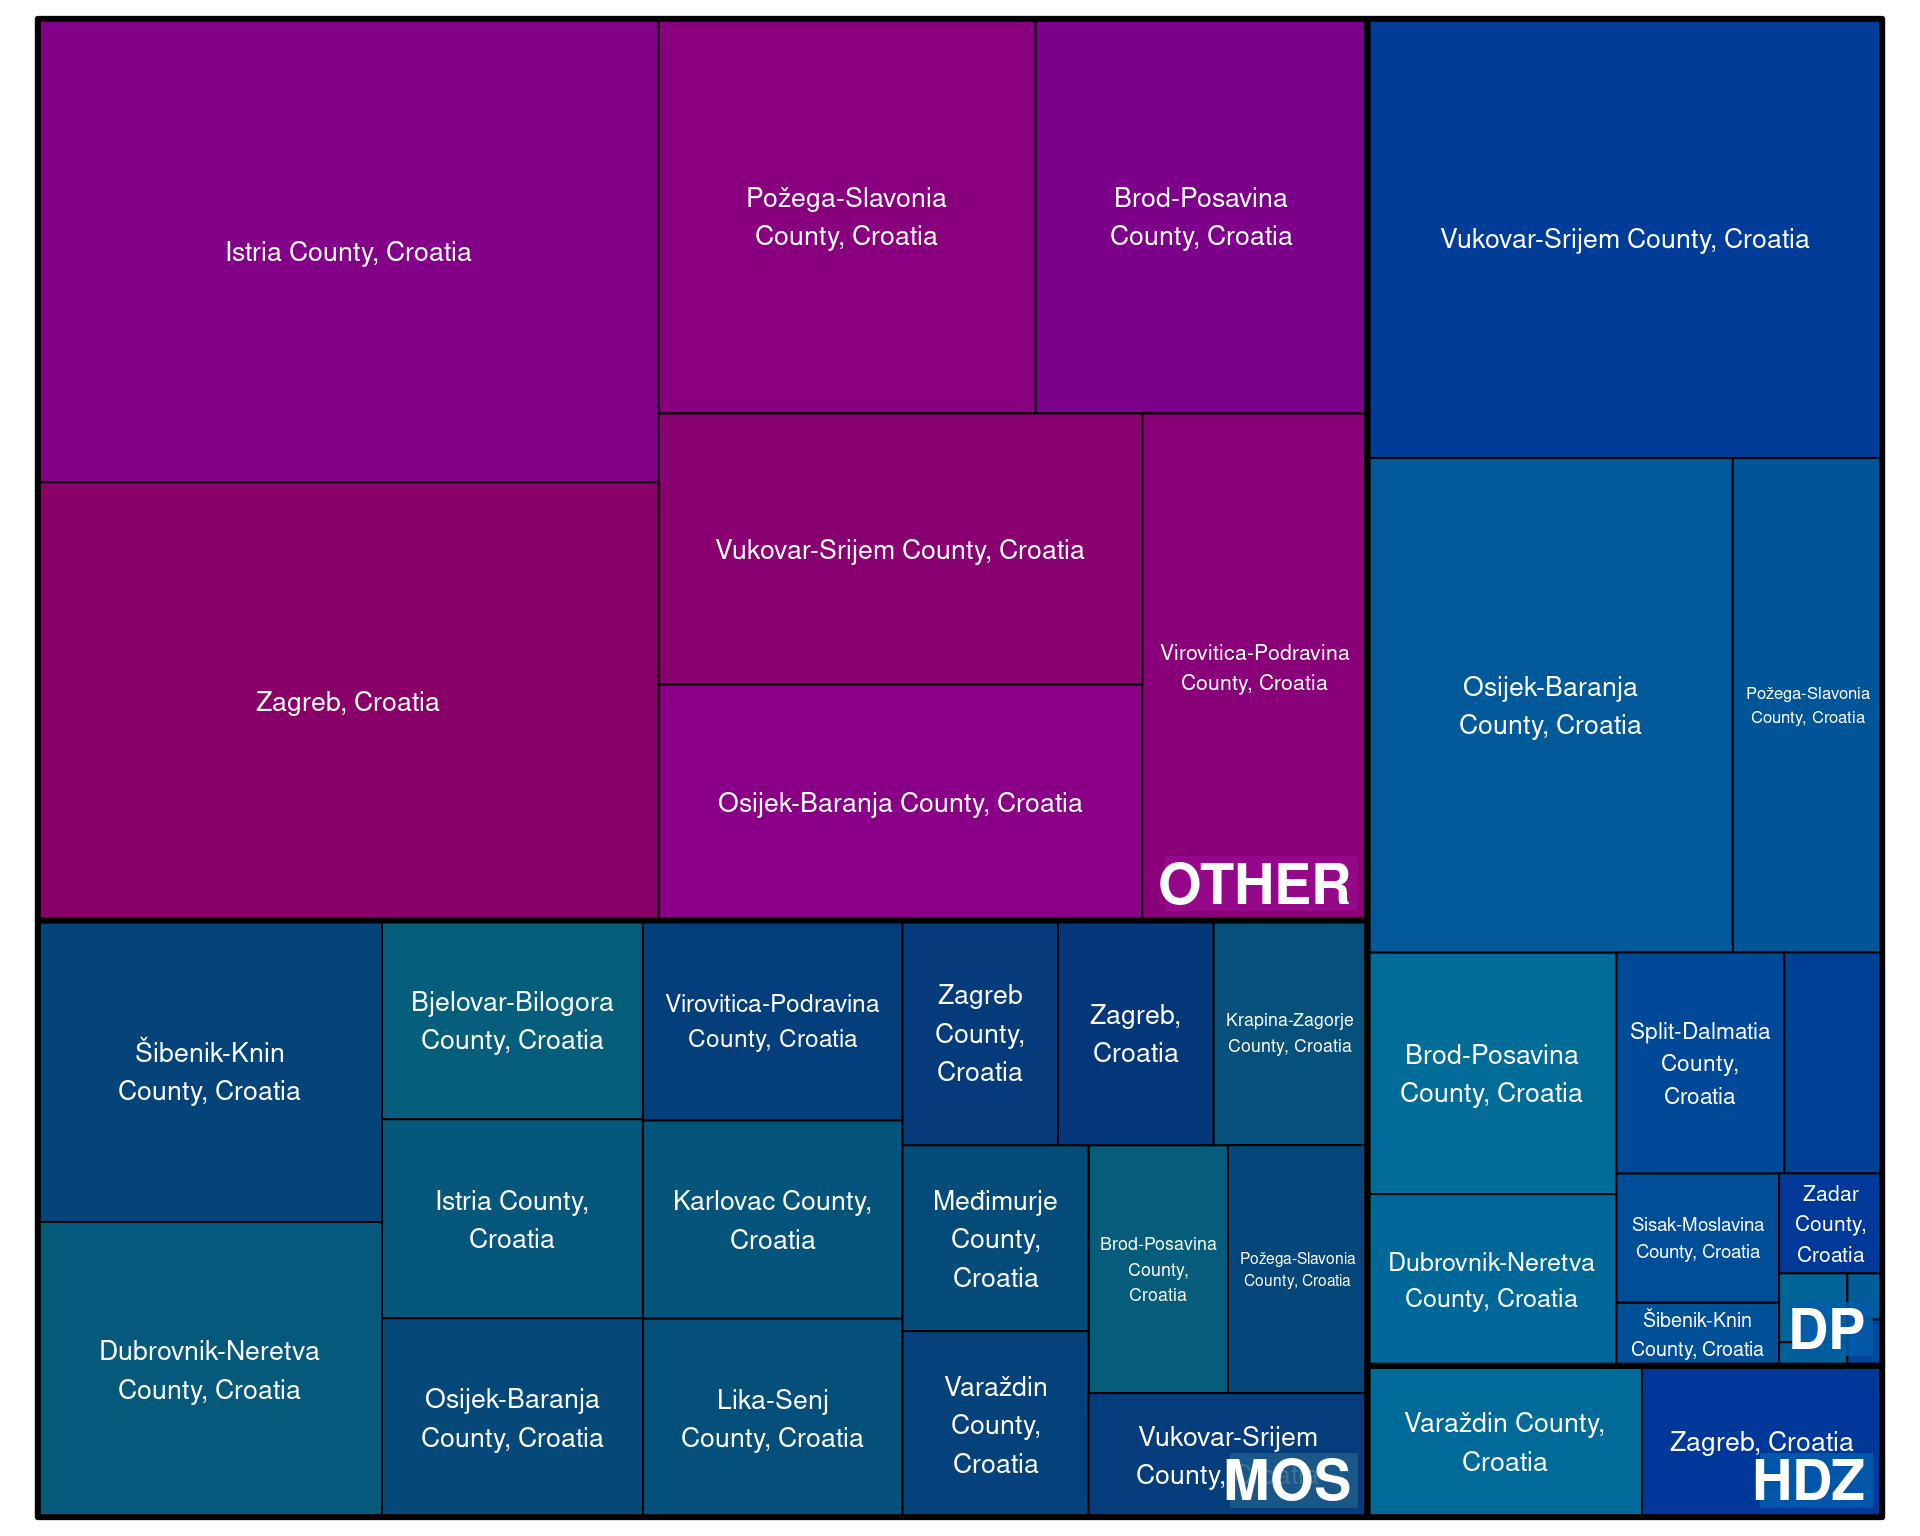 Istria County, Croatia
Požega-Slavonia
County, Croatia
Brod-Posavina
County, Croatia
Vukovar-Srijem County, Croatia
Zagreb, Croatia
Vukovar-Srijem County, Croatia
Osijek-Baranja County, Croatia
Virovitica-Podravina
County, Croatia
OTHER
Osijek-Baranja
County, Croatia
Požega-Slavonia
County, Croatia
Šibenik-Knin
County, Croatia
Dubrovnik-Neretva
County, Croatia
Bjelovar-Bilogora
County, Croatia
Istria County,
Croatia
Osijek-Baranja
County, Croatia
Virovitica-Podravina
County, Croatia
Karlovac County,
Croatia
Lika-Senj
County, Croatia
Zagreb
County,
Croatia
Zagreb,
Croatia
Krapina-Zagorje
County, Croatia
Međimurje
County,
Croatia
Varaždin
County,
Croatia
Brod-Posavina
County,
Croatia
Požega-Slavonia
County, Croatia
Vukovar-Srijem
County,
MOS
Brod-Posavina
County, Croatia
Dubrovnik-Neretva
County, Croatia
Split-Dalmatia
County,
Croatia
Sisak-Moslavina
County, Croatia
Šibenik-Knin
County, Croatia
Zadar
County,
Croatia
DP
Varaždin County,
Croatia
Zagreb, Croatia
HDZ